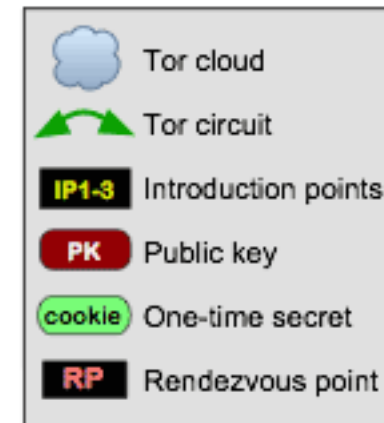 Tor cloud
Tor circuit
IP1-3 Introduction points
PK Public key
cookie One-time secret
RP Rendezvous point